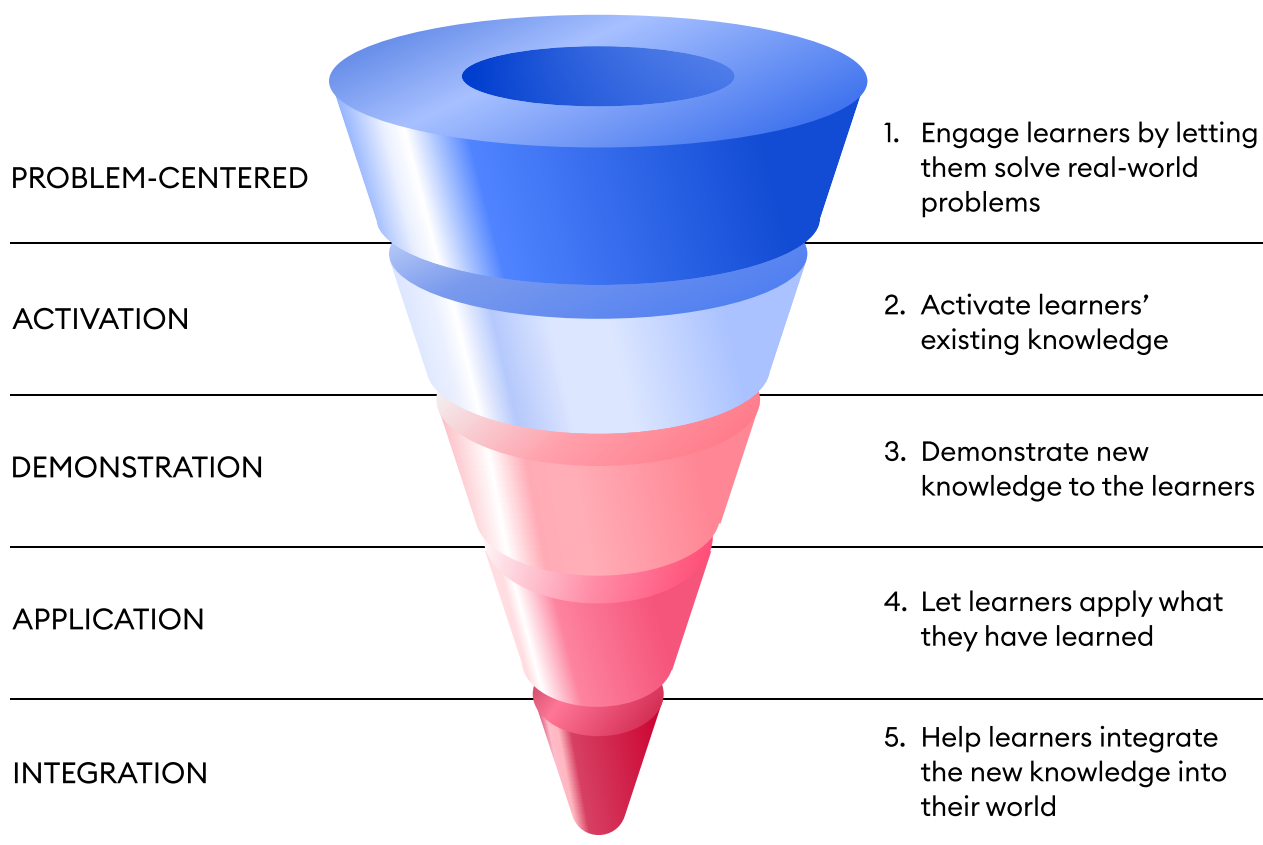 PROBLEM-CENTERED
1. Engage learners by letting
them solve real-world
problems
ACTIVATION
2. Activate learners’
existing knowledge
DEMONSTRATION
3. Demonstrate new
knowledge to the learners
APPLICATION
4. Let learners apply what
they have learned
INTEGRATION
5. Help learners integrate
the new knowledge into
their world